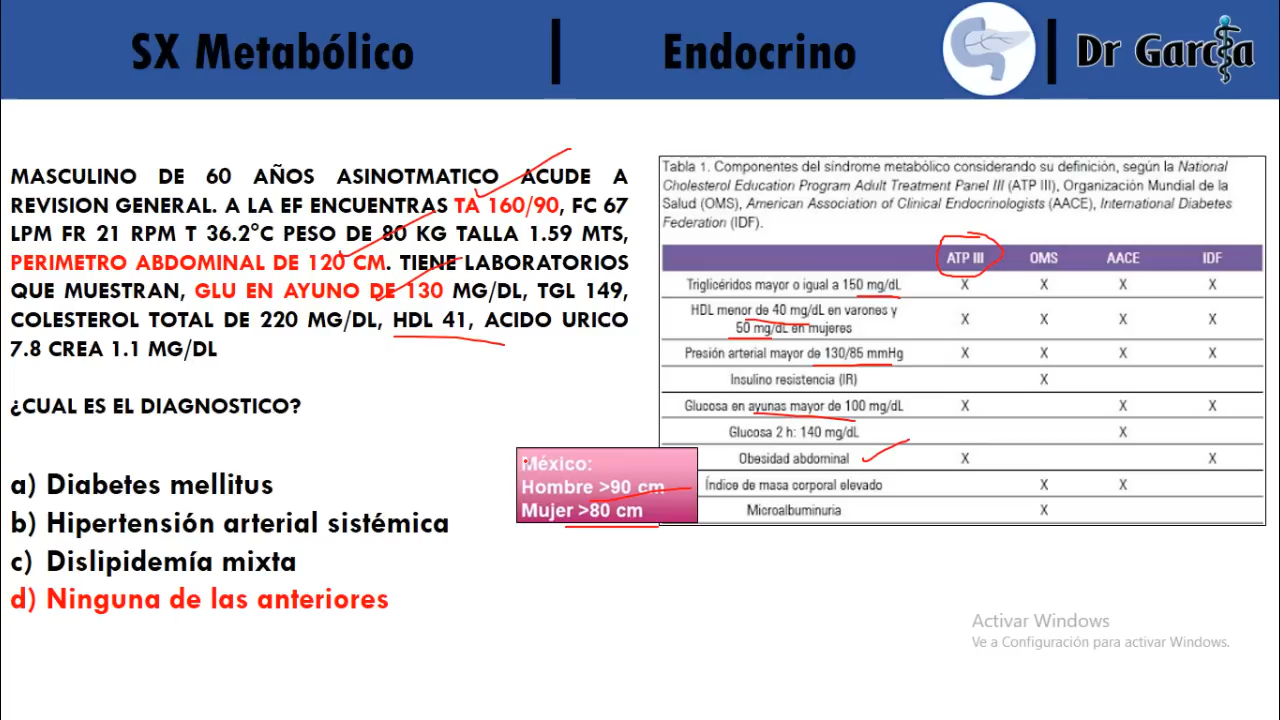 SX Metabólico | Endocrino | Dr García
MASCULINO DE 60 AÑOS ASINOTMATICO ACUDE A
REVISION GENERAL. A LA EF ENCUENTRAS TA 160/90, FC 67
LPM FR 21 RPM T 36.2°C PESO DE 80 KG TALLA 1.59 MTS,
PERIMETRO ABDOMINAL DE 120 CM. TIENE LABORATORIOS
QUE MUESTRAN, GLU EN AYUNO DE 130 MG/DL, TGL 149,
COLESTEROL TOTAL DE 220 MG/DL, HDL 41, ACIDO URICO
7.8 CREA 1.1 MG/DL
¿CUAL ES EL DIAGNOSTICO?
a) Diabetes mellitus
b) Hipertensión arterial sistémica
c) Dislipidemía mixta
d) Ninguna de las anteriores
Tabla 1. Componentes del síndrome metabólico considerando su definición, según la National
Cholesterol Education Program Adult Treatment Panel III (ATP III), Organización Mundial de la
Salud (OMS), American Association of Clinical Endocrinologists (AACE), International Diabetes
Federation (IDF).
ATP III OMS AACE IDF
Triglicéridos mayor o igual a 150 mg/dL X X X X
HDL menor de 40 mg/dL en varones y
50 mg/dL en mujeres X X X X
Presión arterial mayor de 130/85 mmHg X X X X
Insulino resistencia (IR) X
Glucosa en ayunas mayor de 100 mg/dL X X X
Glucosa 2 h: 140 mg/dL X
Obesidad abdominal X X
Índice de masa corporal elevado X X
Microalbuminuria X
México:
Hombre >90 cm
Mujer >80 cm
Activar Windows
Ve a Configuración para activar Windows.